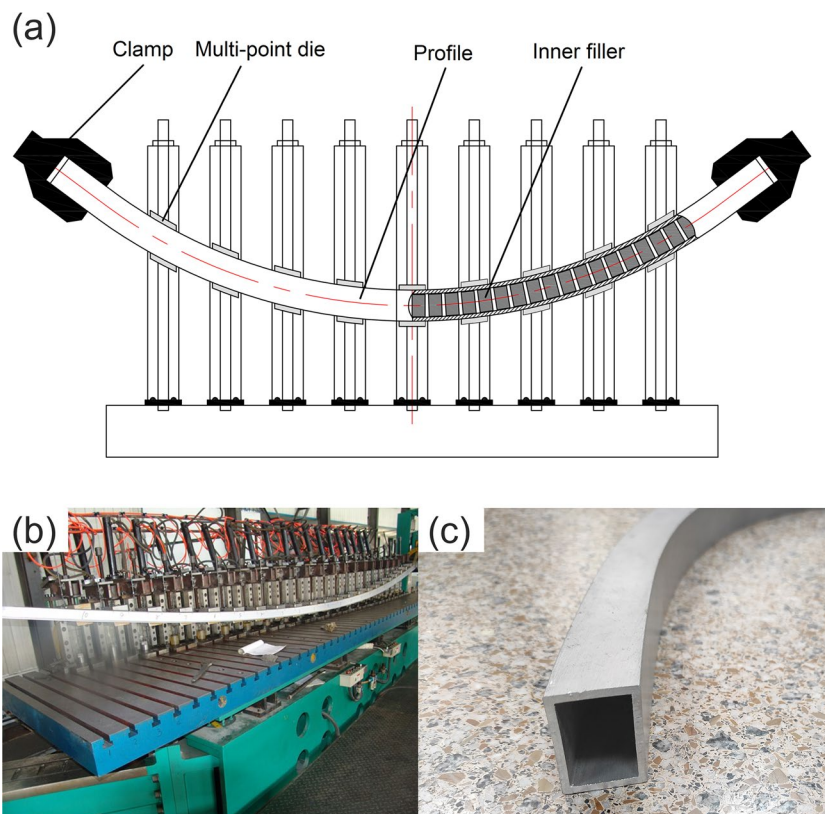 (a)
Clamp
Multi-point die
Profile
Inner filler
(b)
(c)